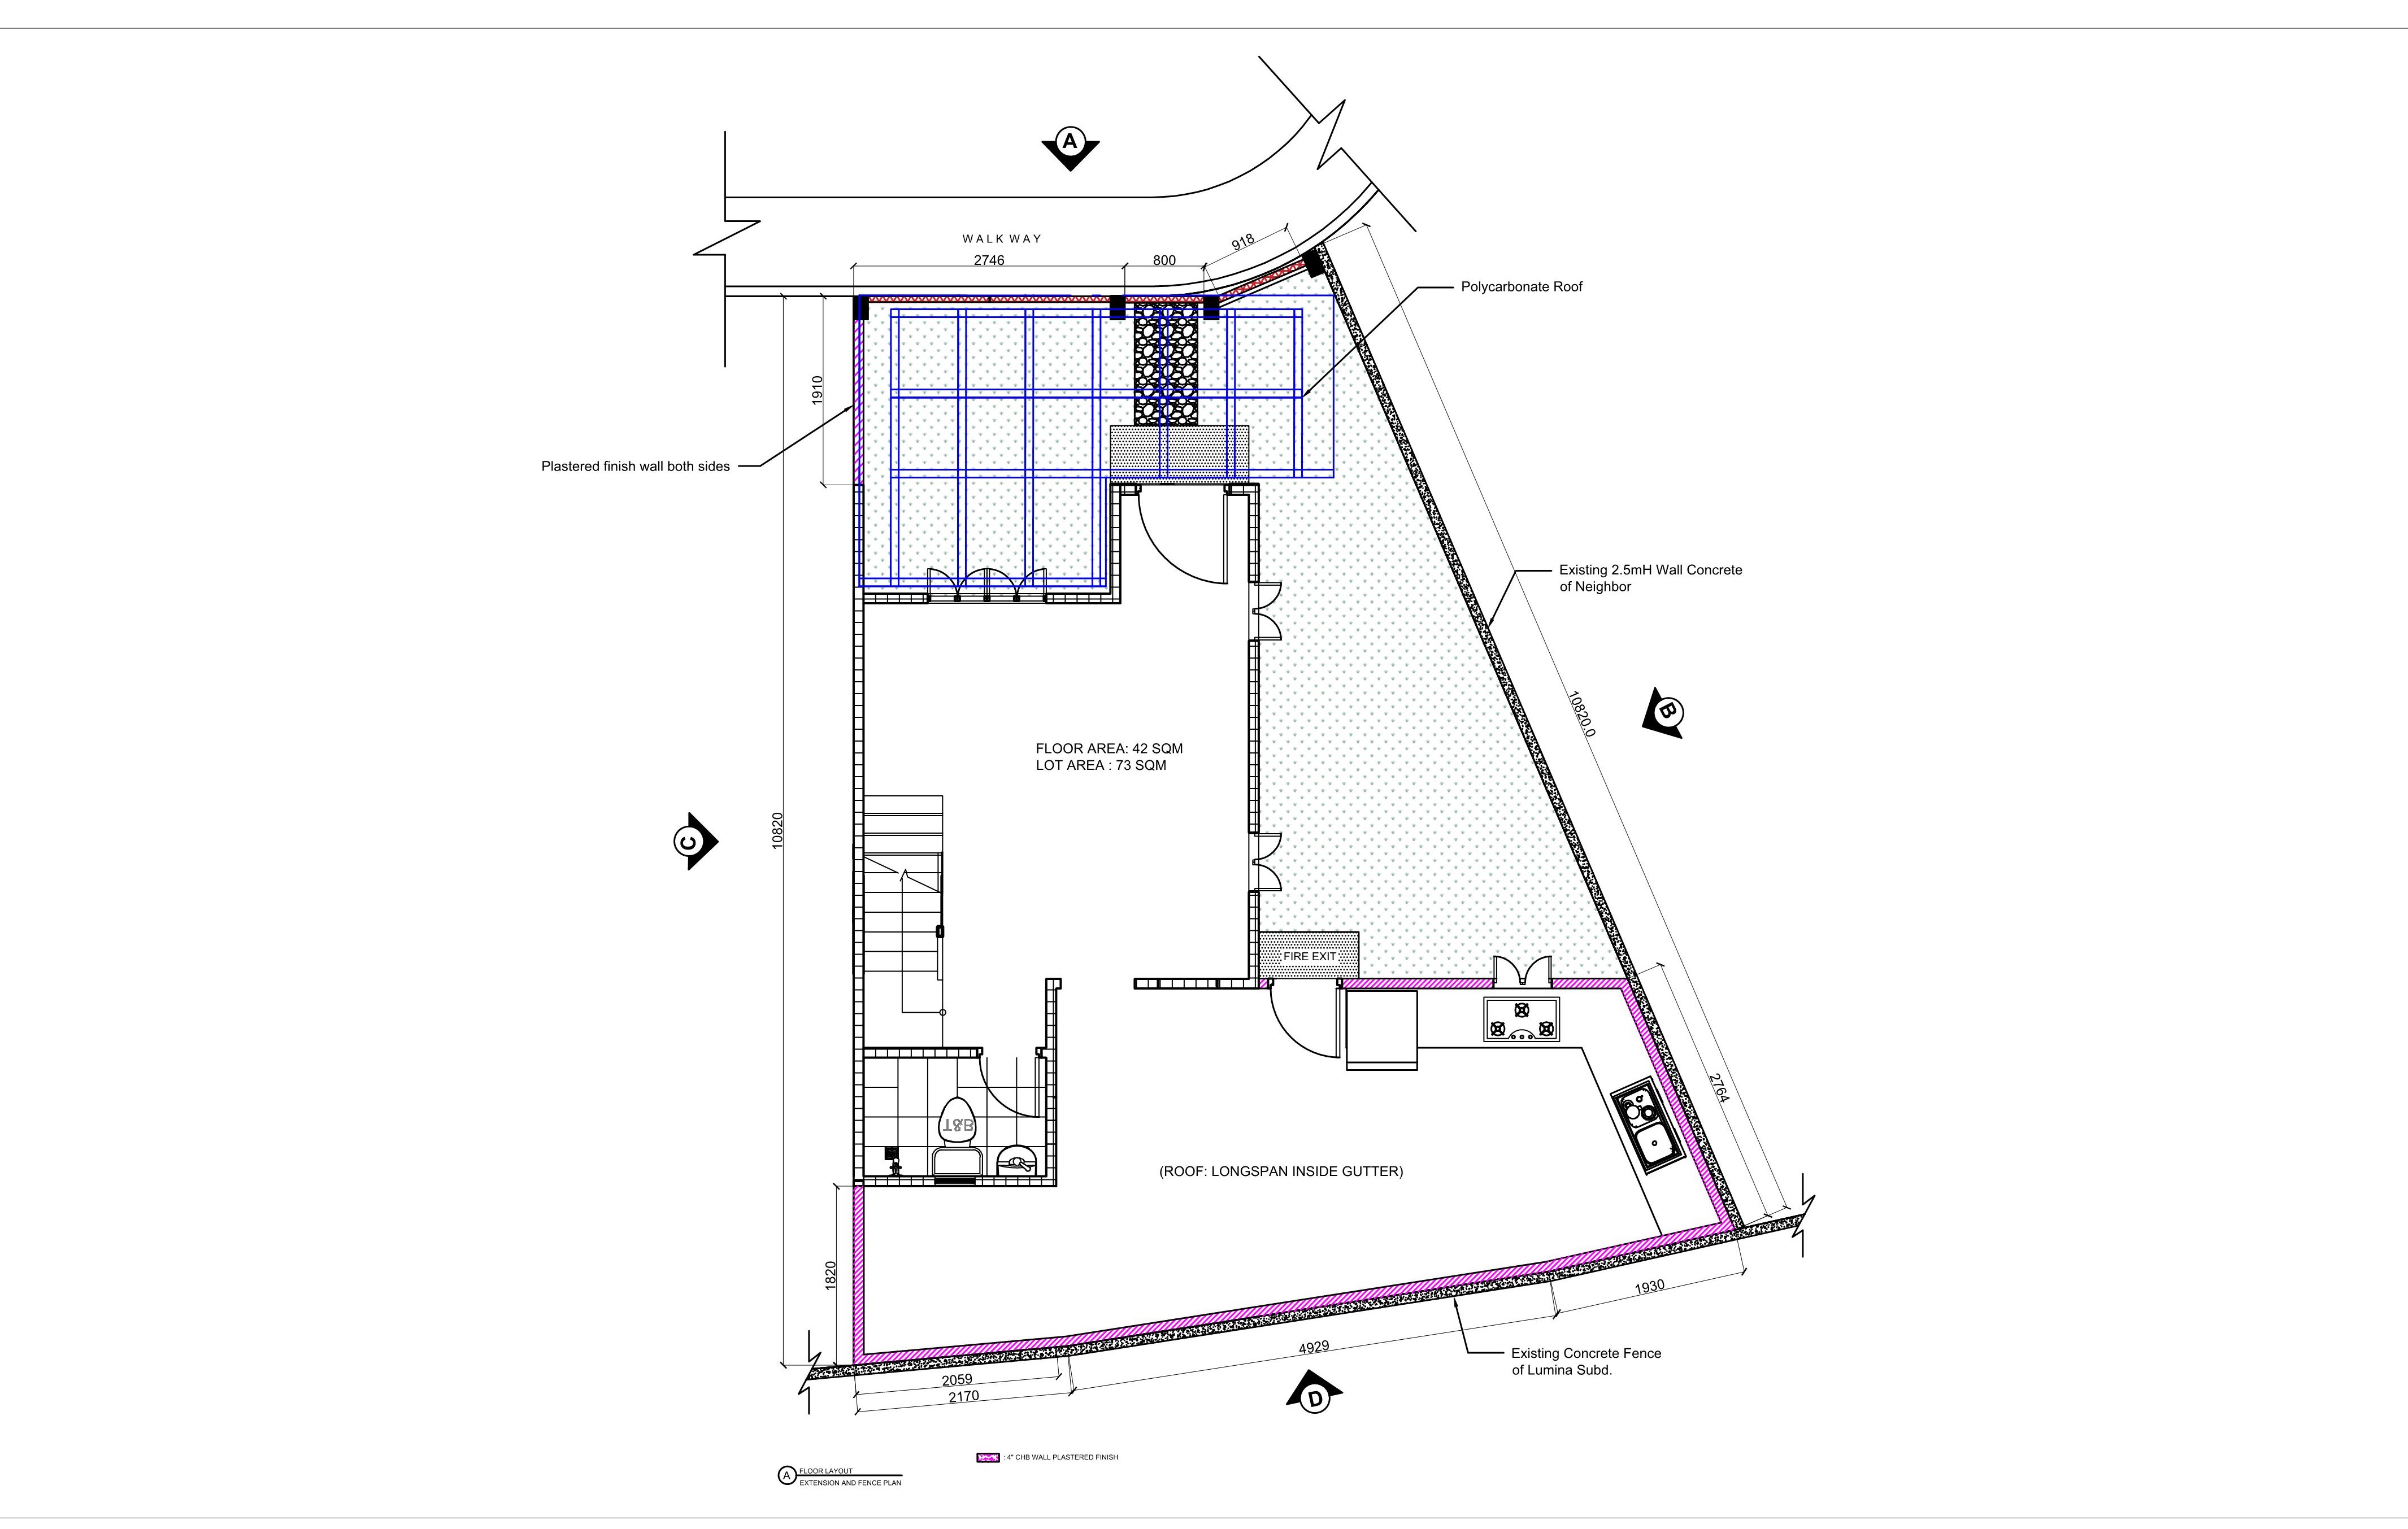 A
WALK WAY
918
2746
800
Polycarbonate Roof
1910
Plastered finish wall both sides
Existing 2.5mH Wall Concrete
of Neighbor
10820.0
B
FLOOR AREA: 42 SQM
LOT AREA : 73 SQM
10820
C
FIRE EXIT
2764
T&B
(ROOF: LONGSPAN INSIDE GUTTER)
1820
1930
4929
Existing Concrete Fence
of Lumina Subd.
2059
2170
D
: 4" CHB WALL PLASTERED FINISH
A
FLOOR LAYOUT
EXTENSION AND FENCE PLAN